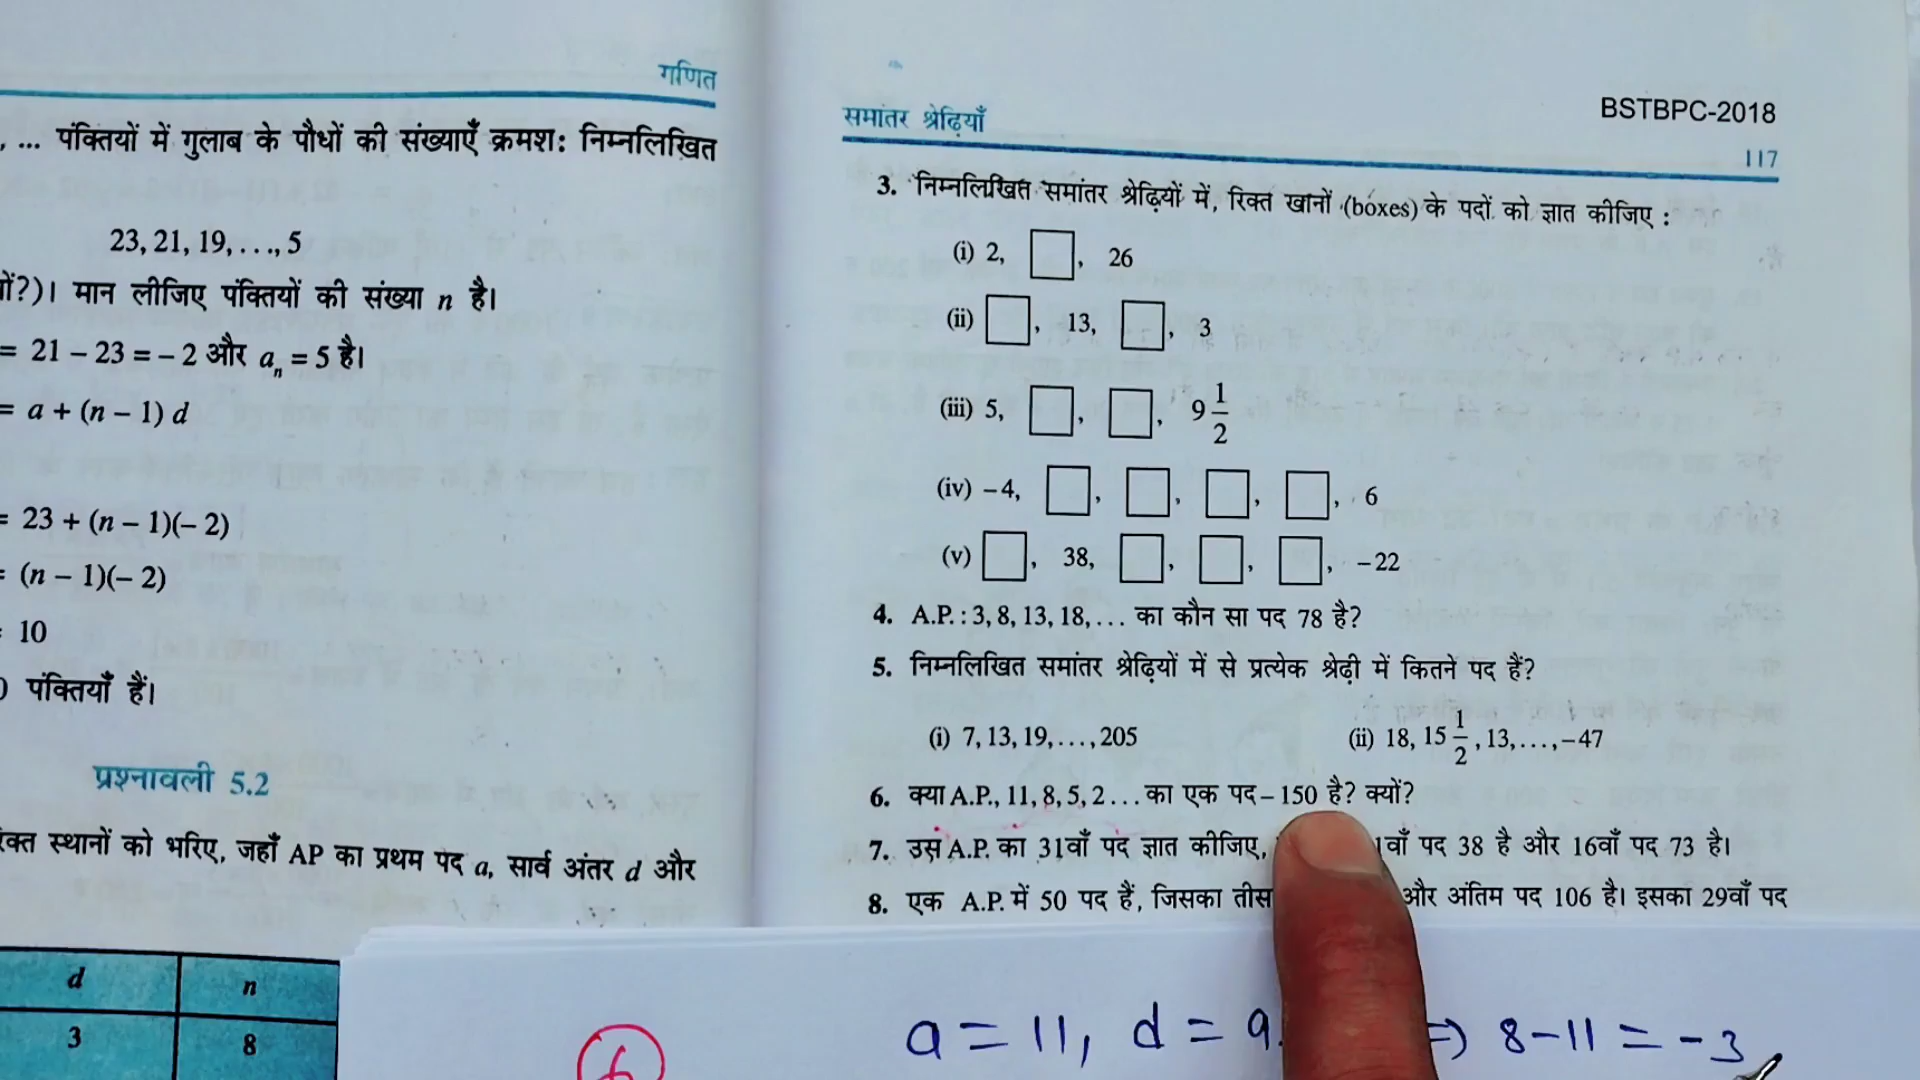 गणित
, ... पंक्तियों में गुलाब के पौधों की संख्याएँ क्रमश: निम्नलिखित
23, 21, 19, . . ., 5
मान लीजिए पंक्तियों की संख्या n है।
= 21 – 23 = – 2 और aₙ = 5 है।
= a + (n – 1) d
= 23 + (n – 1)(– 2)
= (n – 1)(– 2)
10
पंक्तियाँ हैं।
प्रश्नावली 5.2
स्थानों को भरिए, जहाँ AP का प्रथम पद a, सार्व अंतर d और
d n
3 8
समांतर श्रेढ़ियाँ
BSTBPC-2018
117
3. निम्नलिखित समांतर श्रेढ़ियों में, रिक्त खानों (boxes) के पदों को ज्ञात कीजिए :
(i) 2, □, 26
(ii) □, 13, □, 3
(iii) 5, □, □, 9 1/2
(iv) – 4, □, □, □, □, 6
(v) □, 38, □, □, □, – 22
4. A.P. : 3, 8, 13, 18, . . . का कौन सा पद 78 है?
5. निम्नलिखित समांतर श्रेढ़ियों में से प्रत्येक श्रेढ़ी में कितने पद हैं?
(i) 7, 13, 19, . . ., 205 (ii) 18, 15 1/2, 13, . . ., – 47
6. क्या A.P., 11, 8, 5, 2 . . . का एक पद – 150 है? क्यों?
7. उस A.P. का 31वाँ पद ज्ञात कीजिए, 1वाँ पद 38 है और 16वाँ पद 73 है।
8. एक A.P. में 50 पद हैं, जिसका और अंतिम पद 106 है। इसका 29वाँ पद
6 a = 11, d = ⇒ 8 – 11 = – 3